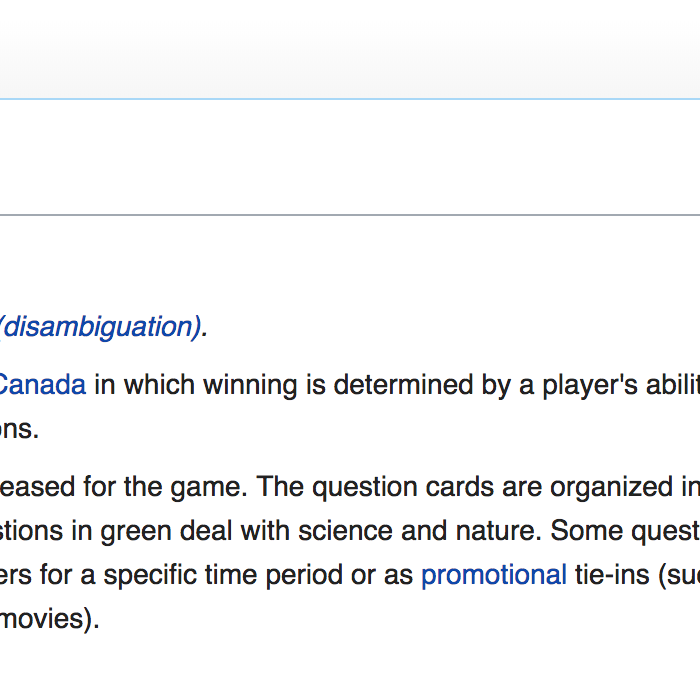 (disambiguation).
Canada in which winning is determined by a player's abilit
ns.
eased for the game. The question cards are organized in
stions in green deal with science and nature. Some quest
ers for a specific time period or as promotional tie-ins (su
movies).